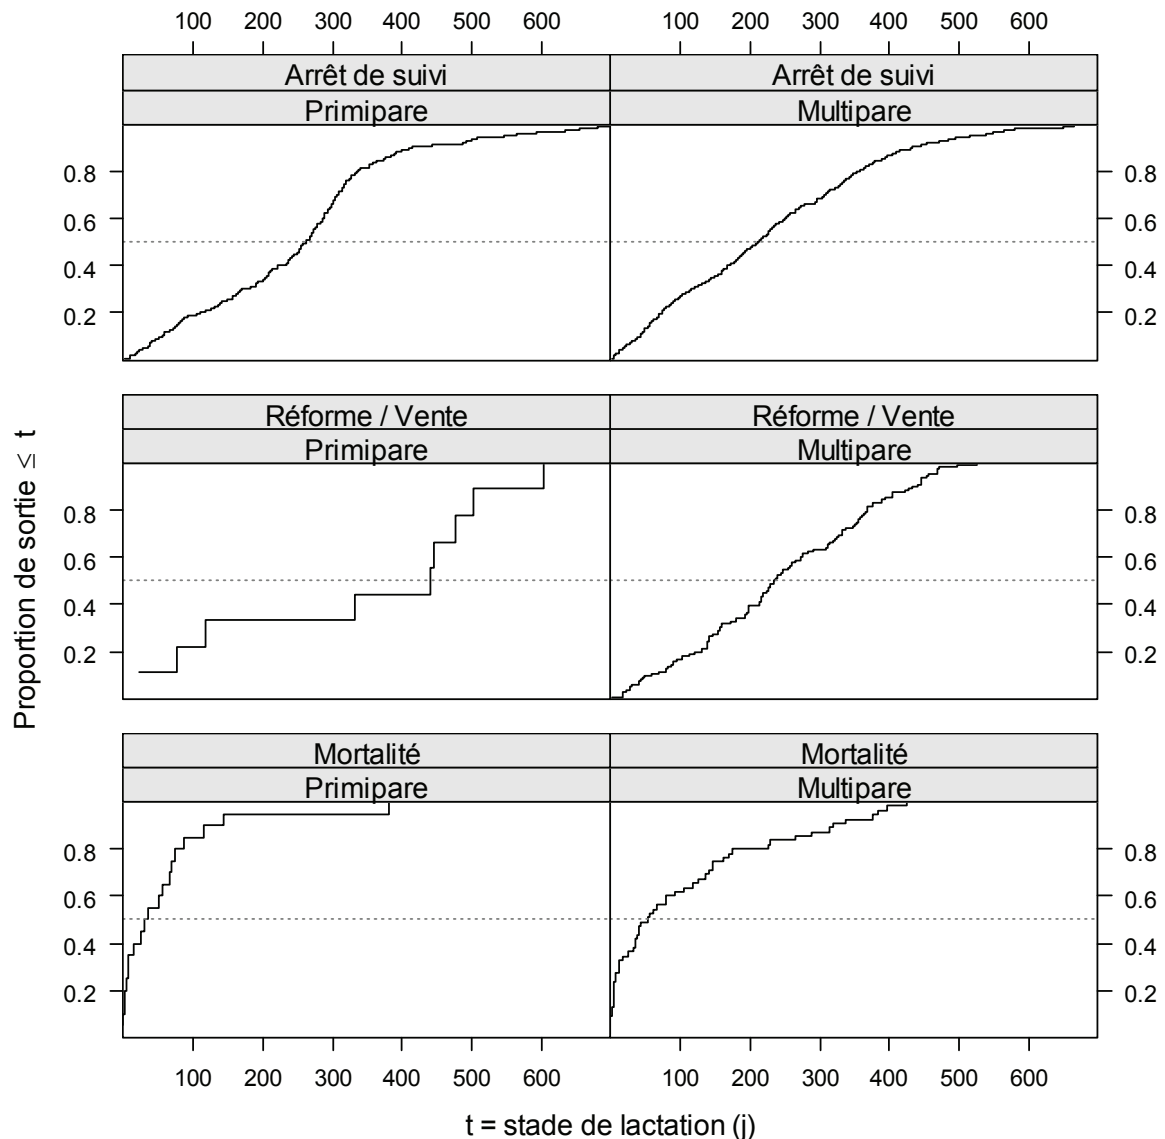 100 200 300 400 500 600 100 200 300 400 500 600
Arrêt de suivi Arrêt de suivi
Primipare Multipare
0.8 0.8
0.6 0.6
0.4 0.4
0.2 0.2
Réforme / Vente Réforme / Vente
Primipare Multipare
0.8 0.8
0.6 0.6
0.4 0.4
0.2 0.2
Mortalité Mortalité
Primipare Multipare
0.8 0.8
0.6 0.6
0.4 0.4
0.2 0.2
100 200 300 400 500 600 100 200 300 400 500 600
Proportion de sortie ≤ t
t = stade de lactation (j)